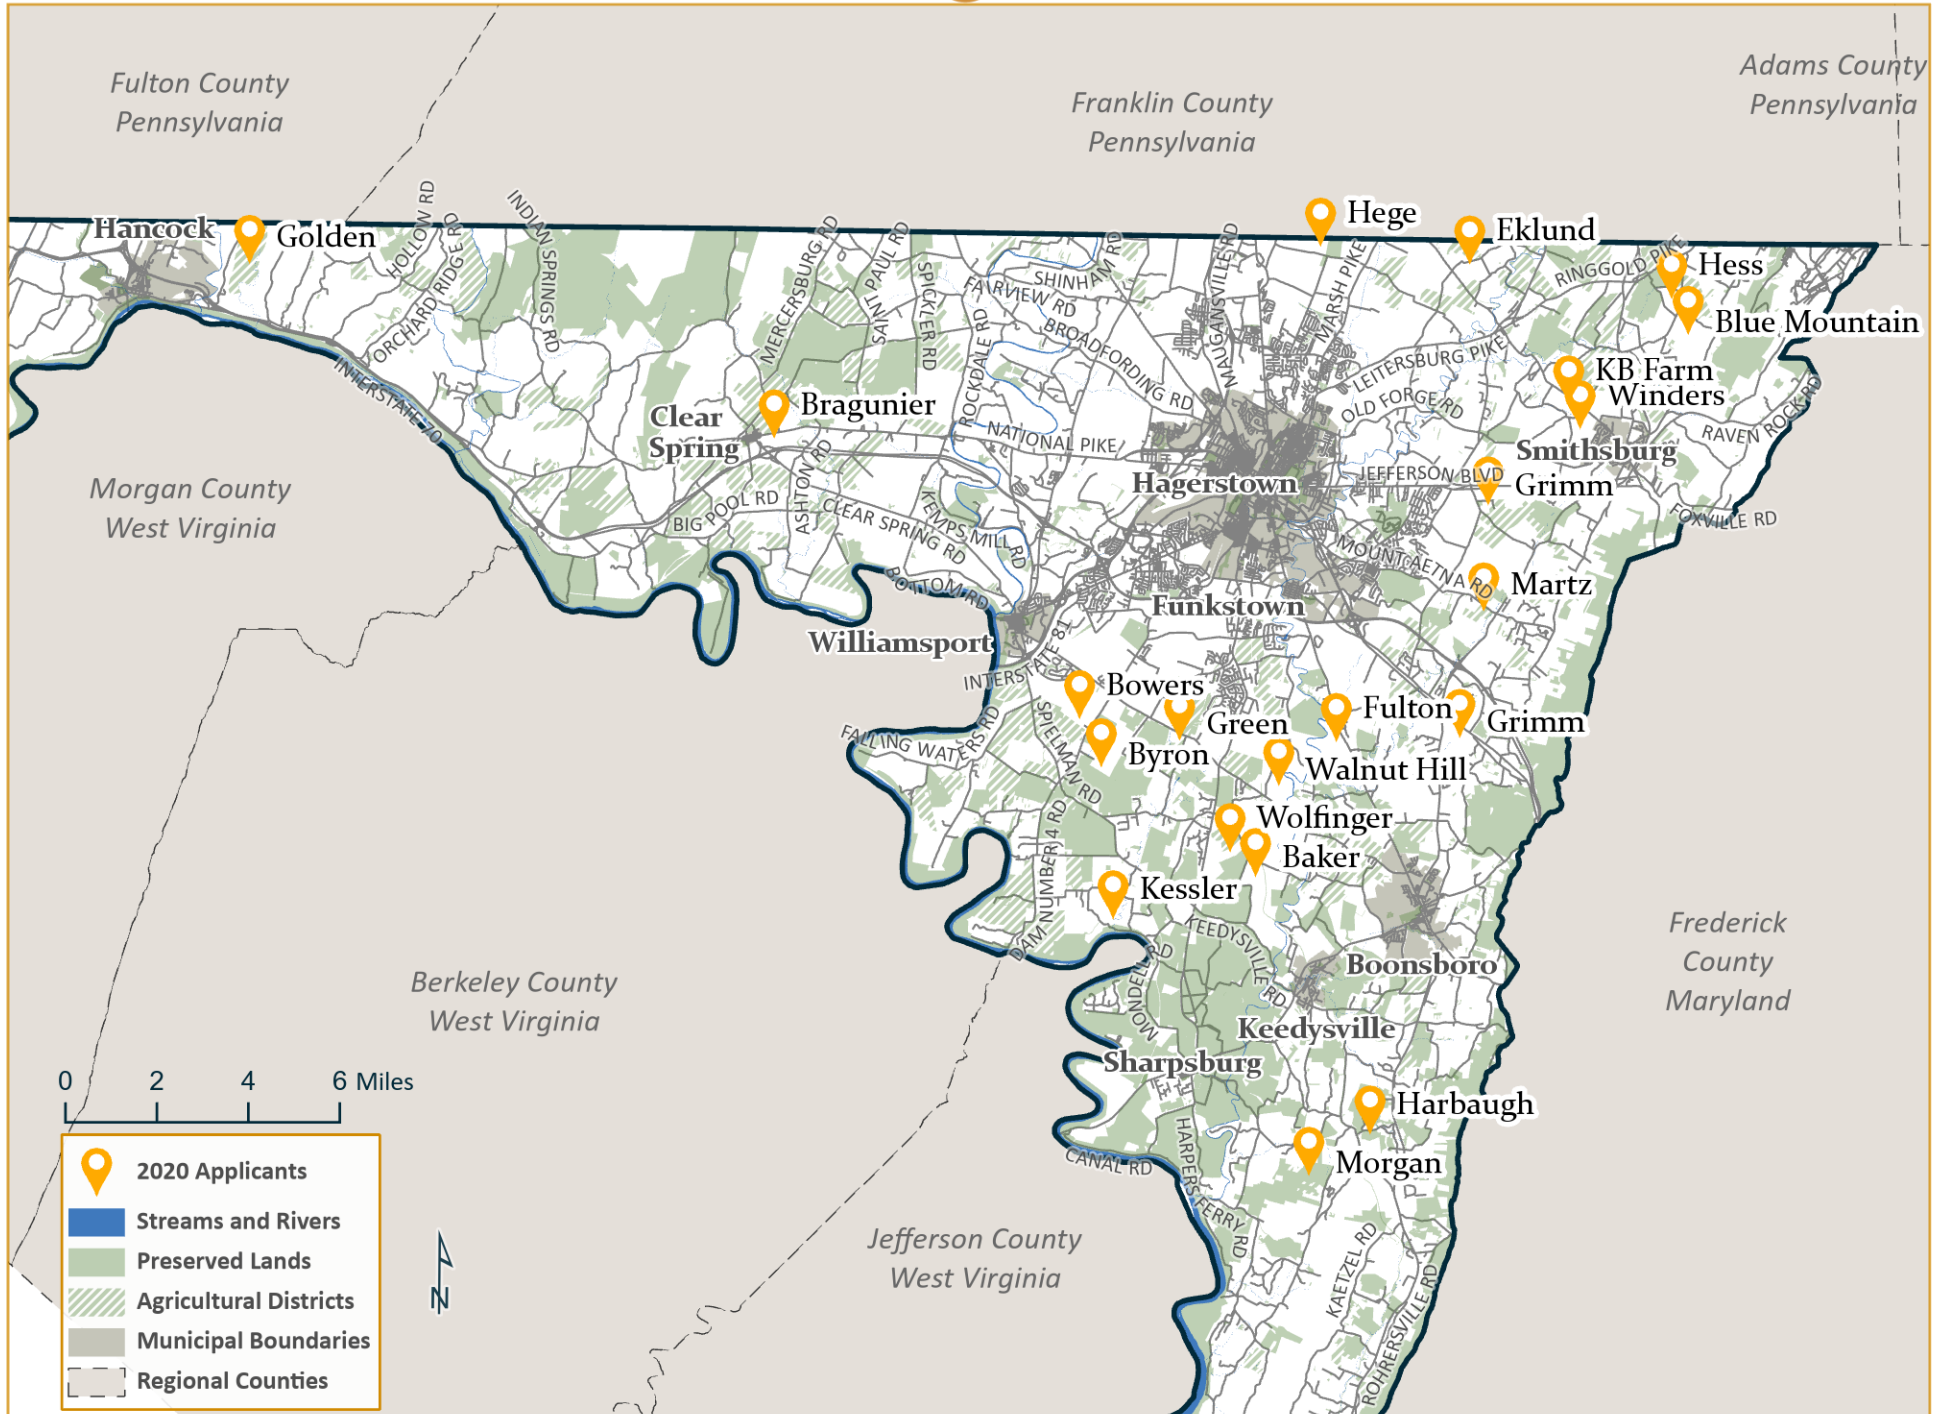 Fulton County
Pennsylvania
Franklin County
Pennsylvania
Adams County
Pennsylvania
Hancock
Golden
HOLLOW RD
ORCHARD RIDGE RD
INDIAN SPRINGS RD
MERCERSBURG RD
SAINT PAUL RD
SPICKLER RD
SHINHAM RD
FAIRVIEW RD
BROADFORDING RD
ROCKDALE RD
MAUGANSVILLE RD
MARSH PIKE
Hege
Eklund
RINGGOLD PIKE
Hess
Blue Mountain
LEITERSBURG PIKE
OLD FORGE RD
KB Farm
Winders
RAVEN ROCK RD
Smithsburg
INTERSTATE 70
Clear
Spring
Bragunier
NATIONAL PIKE
Hagerstown
JEFFERSON BLVD
Grimm
FOXVILLE RD
Morgan County
West Virginia
BIG POOL RD
ASHTON RD
CLEAR SPRING RD
KEMPS MILL RD
BOTTOM RD
MOUNT AETNA RD
Martz
Funkstown
Williamsport
INTERSTATE 81
Bowers
Green
Byron
Fulton
Grimm
Walnut Hill
FALLING WATERS RD
SPIELMAN RD
Wolfinger
Baker
DAM NUMBER 4 RD
Kessler
KEEDYSVILLE RD
MONDELL RD
Boonsboro
Keedysville
Sharpsburg
Frederick
County
Maryland
Berkeley County
West Virginia
Harbaugh
Morgan
CANAL RD
HARPERS FERRY RD
KAETZEL RD
ROHRERSVILLE RD
Jefferson County
West Virginia
0 2 4 6 Miles
2020 Applicants
Streams and Rivers
Preserved Lands
Agricultural Districts
Municipal Boundaries
Regional Counties
N